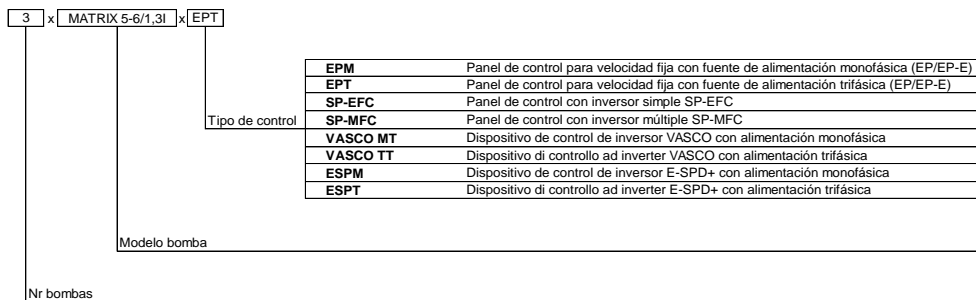 3 x MATRIX 5-6/1,3I x EPT
EPM Panel de control para velocidad fija con fuente de alimentación monofásica (EP/EP-E)
EPT Panel de control para velocidad fija con fuente de alimentación trifásica (EP/EP-E)
SP-EFC Panel de control con inversor simple SP-EFC
Tipo de control SP-MFC Panel de control con inversor múltiple SP-MFC
VASCO MT Dispositivo de control de inversor VASCO con alimentación monofásica
VASCO TT Dispositivo di controllo ad inverter VASCO con alimentación trifásica
ESPM Dispositivo de control de inversor E-SPD+ con alimentación monofásica
ESPT Dispositivo di controllo ad inverter E-SPD+ con alimentación trifásica
Modelo bomba
Nr bombas